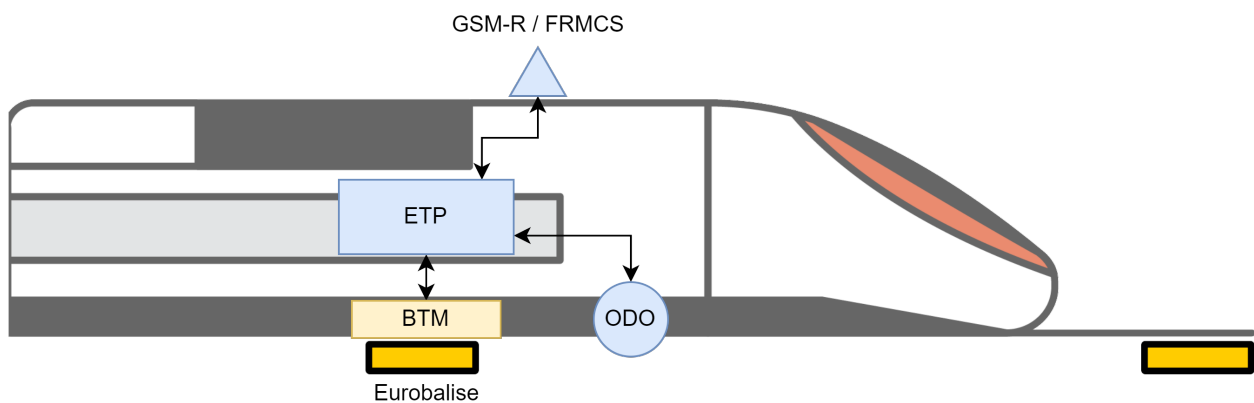 GSM-R / FRMCS
ETP
BTM
ODO
Eurobalise